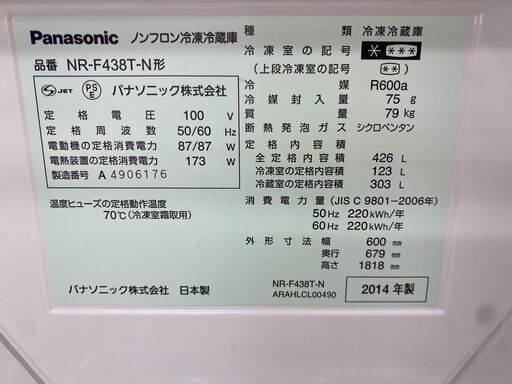 Panasonic ノンフロン冷凍冷蔵庫
品番 NR-F438T-N形
S JET PS E パナソニック株式会社
定格電圧 100 V
定格周波数 50/60 Hz
電動機の定格消費電力 87/87 W
電熱装置の定格消費電力 173 W
製造番号 A 4906176
温度ヒューズの定格動作温度
70℃(冷凍室霜取用)
パナソニック株式会社 日本製
種類 冷凍冷蔵庫
冷凍室の記号 * ***
(上段冷凍室の記号 **)
冷媒 R600a
冷媒封入量 75 g
質量 79 kg
断熱発泡ガス シクロペンタン
定格内容積
全定格内容積 426 L
冷凍室の定格内容積 123 L
冷蔵室の定格内容積 303 L
消費電力量(JIS C 9801-2006年)
50Hz 220kWh/年
60Hz 220kWh/年
外形寸法 幅 600 mm
奥行 679 mm
高さ 1818 mm
NR-F438T-N
ARAHLCL00490
2014年製